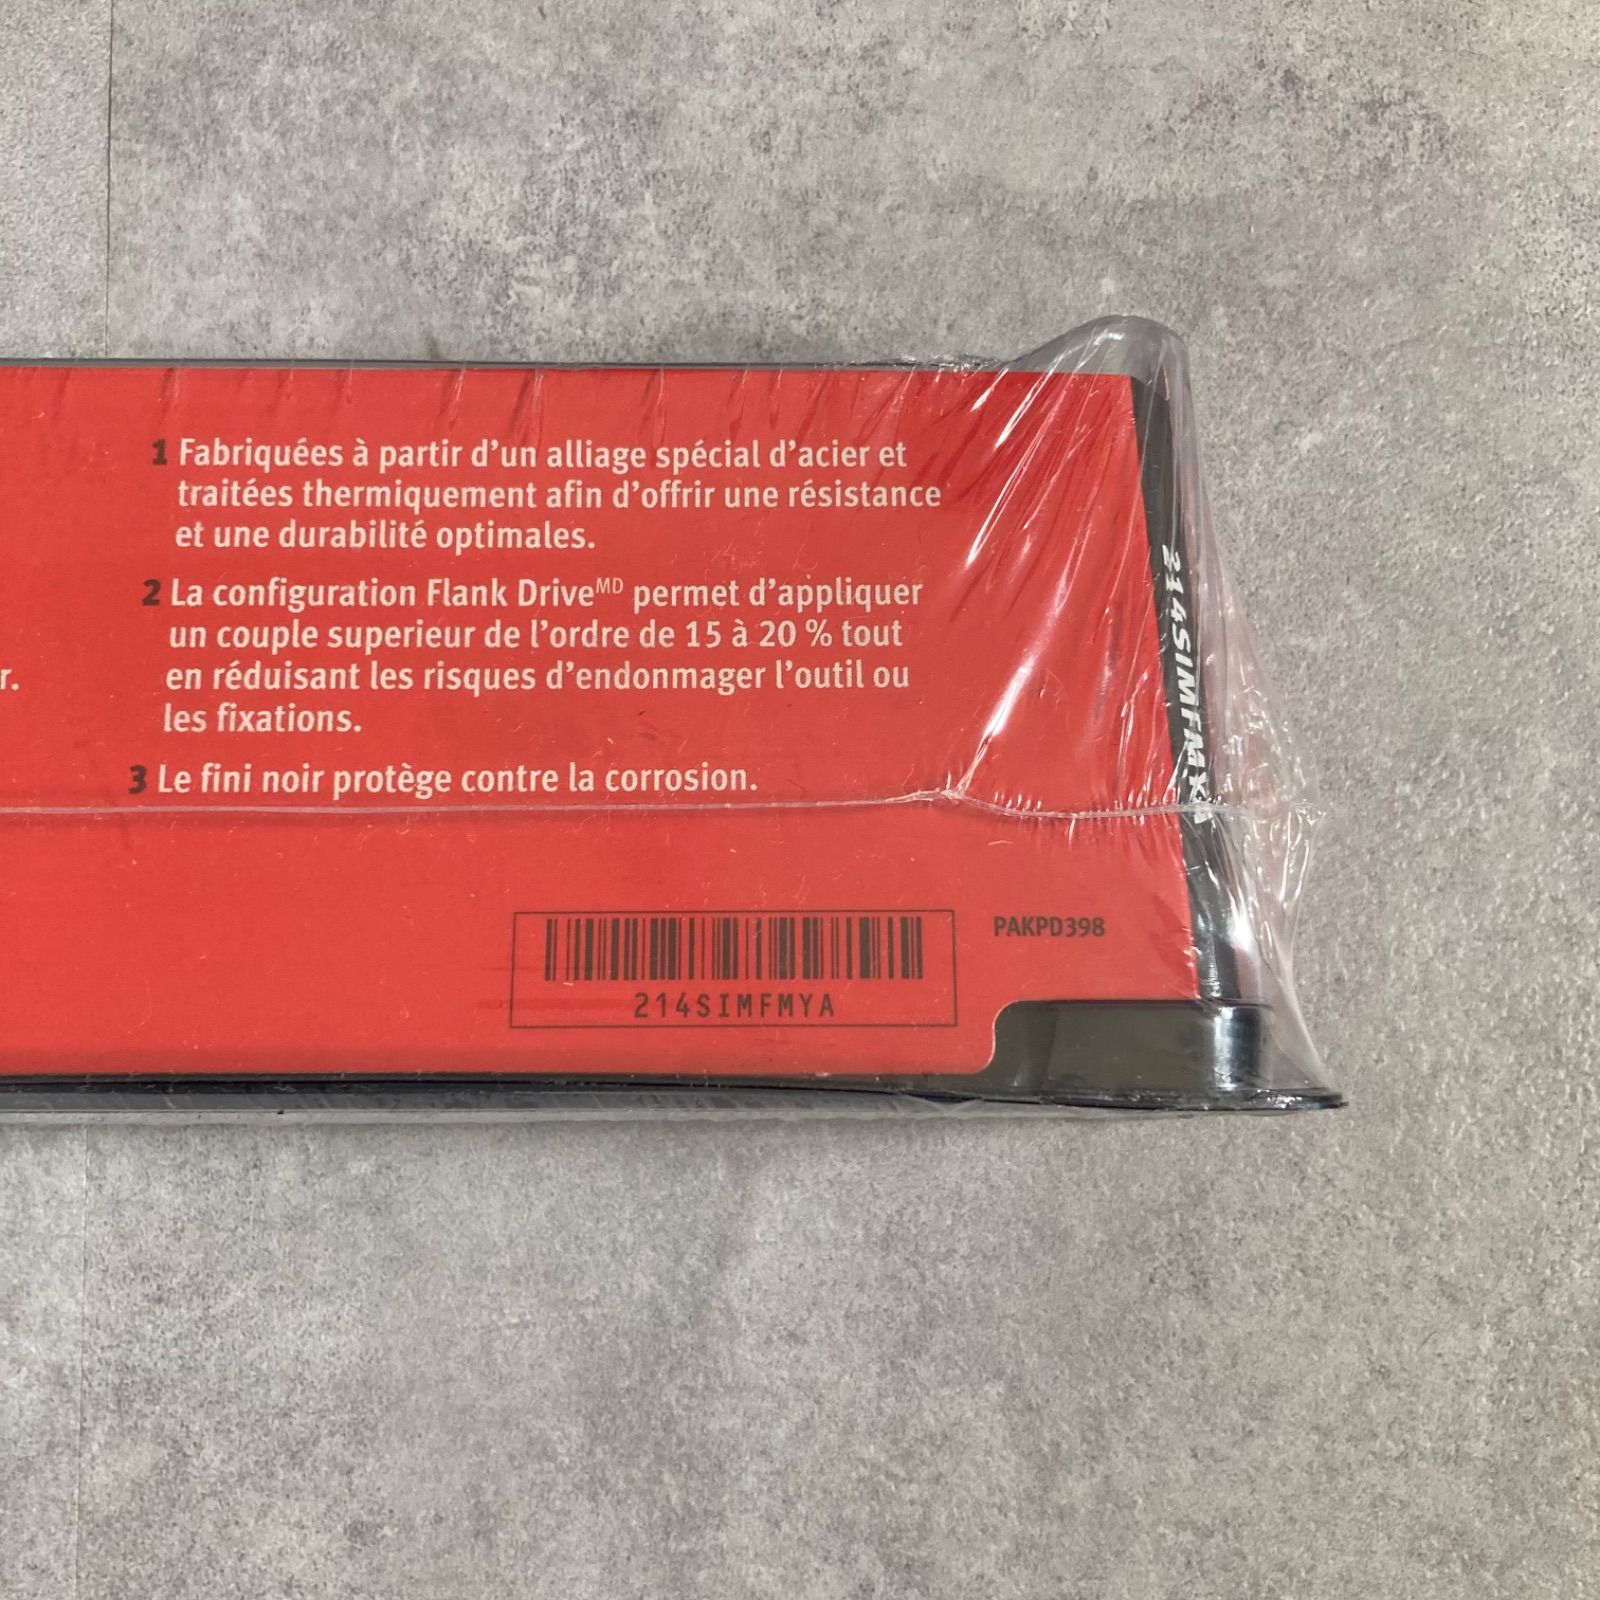 1 Fabriquées à partir d'un alliage spécial d'acier et
traitées thermiquement afin d'offrir une résistance
et une durabilité optimales.
2 La configuration Flank Drive MD permet d'appliquer
un couple superieur de l'ordre de 15 à 20 % tout
en réduisant les risques d'endonmager l'outil ou
les fixations.
r.
3 Le fini noir protège contre la corrosion.
214SIMFMYA
PAKPD398
214SIMFMYA